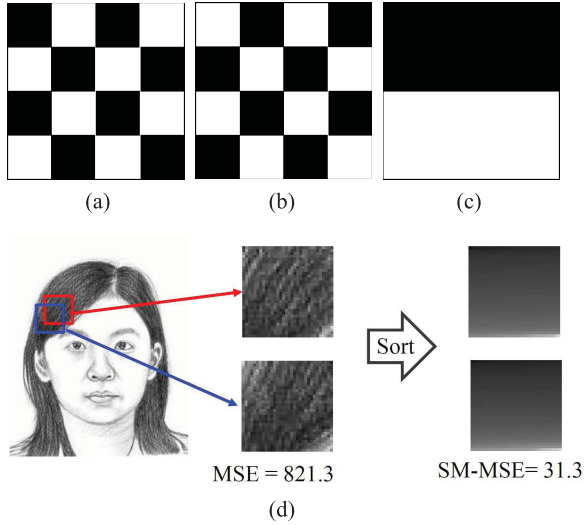 (a)
(b)
(c)
Sort
MSE = 821.3
SM-MSE= 31.3
(d)